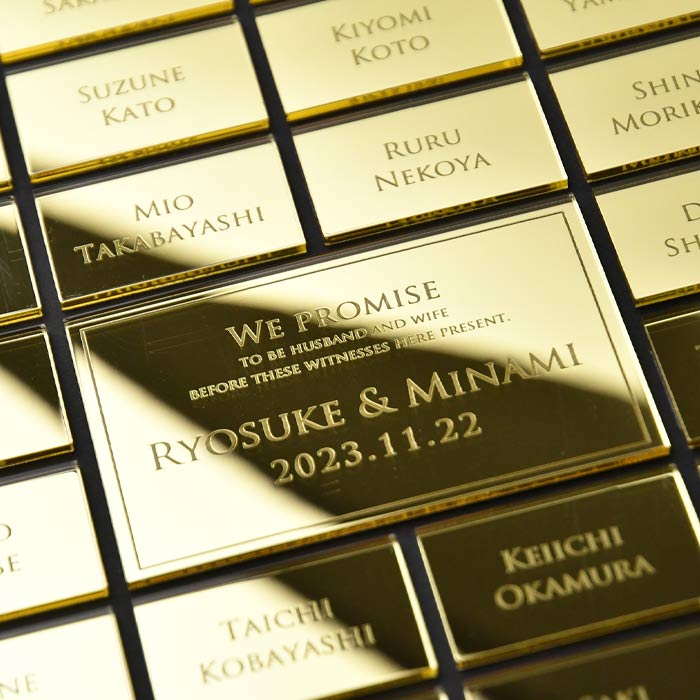 SUZUNE
KATO
KIYOMI
KOTO
MIO
TAKABAYASHI
RURU
NEKOYA
SHIN
WE PROMISE
TO BE HUSBAND AND WIFE
BEFORE THESE WITNESSES HERE PRESENT.
RYOSUKE & MINAMI
2023.11.22
TAICHI
KOBAYASHI
KEIICHI
OKAMURA